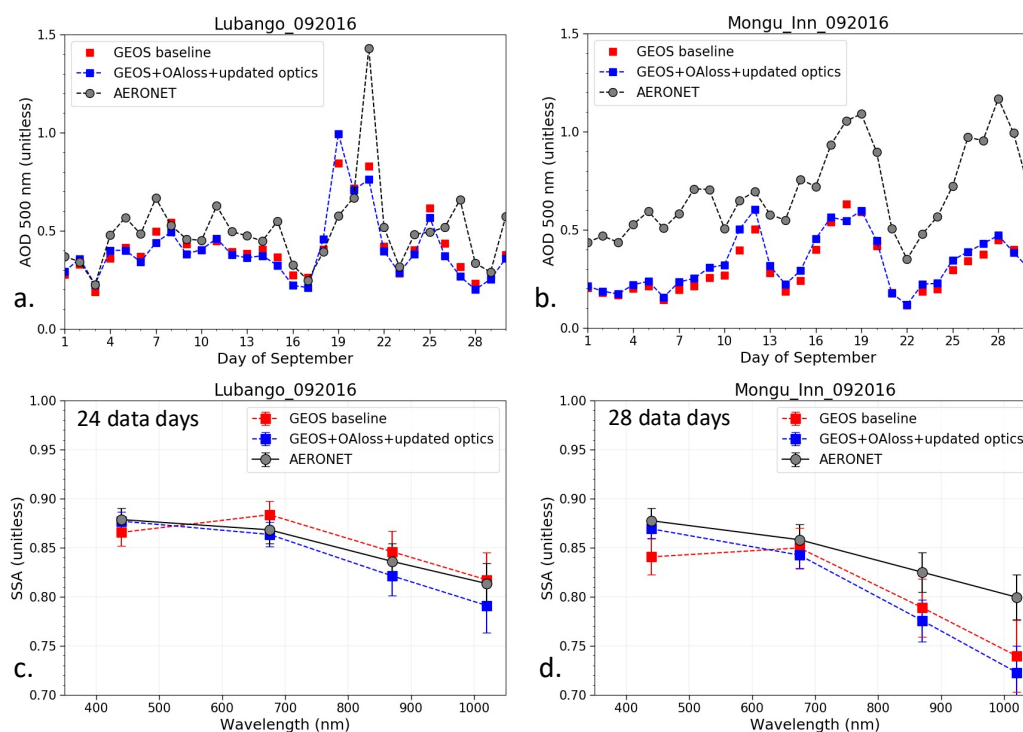 Lubango_092016
1.5
1.0
0.5
0.0
AOD 500 nm (unitless)
GEOS baseline
GEOS+OAloss+updated optics
AERONET
a.
1 4 7 10 13 16 19 22 25 28
Day of September
Mongu_Inn_092016
1.5
1.0
0.5
0.0
AOD 500 nm (unitless)
GEOS baseline
GEOS+OAloss+updated optics
AERONET
b.
1 4 7 10 13 16 19 22 25 28
Day of September
Lubango_092016
1.00
0.95
0.90
0.85
0.80
0.75
0.70
SSA (unitless)
24 data days
GEOS baseline
GEOS+OAloss+updated optics
AERONET
c.
400 500 600 700 800 900 1000
Wavelength (nm)
Mongu_Inn_092016
1.00
0.95
0.90
0.85
0.80
0.75
0.70
SSA (unitless)
28 data days
GEOS baseline
GEOS+OAloss+updated optics
AERONET
d.
400 500 600 700 800 900 1000
Wavelength (nm)